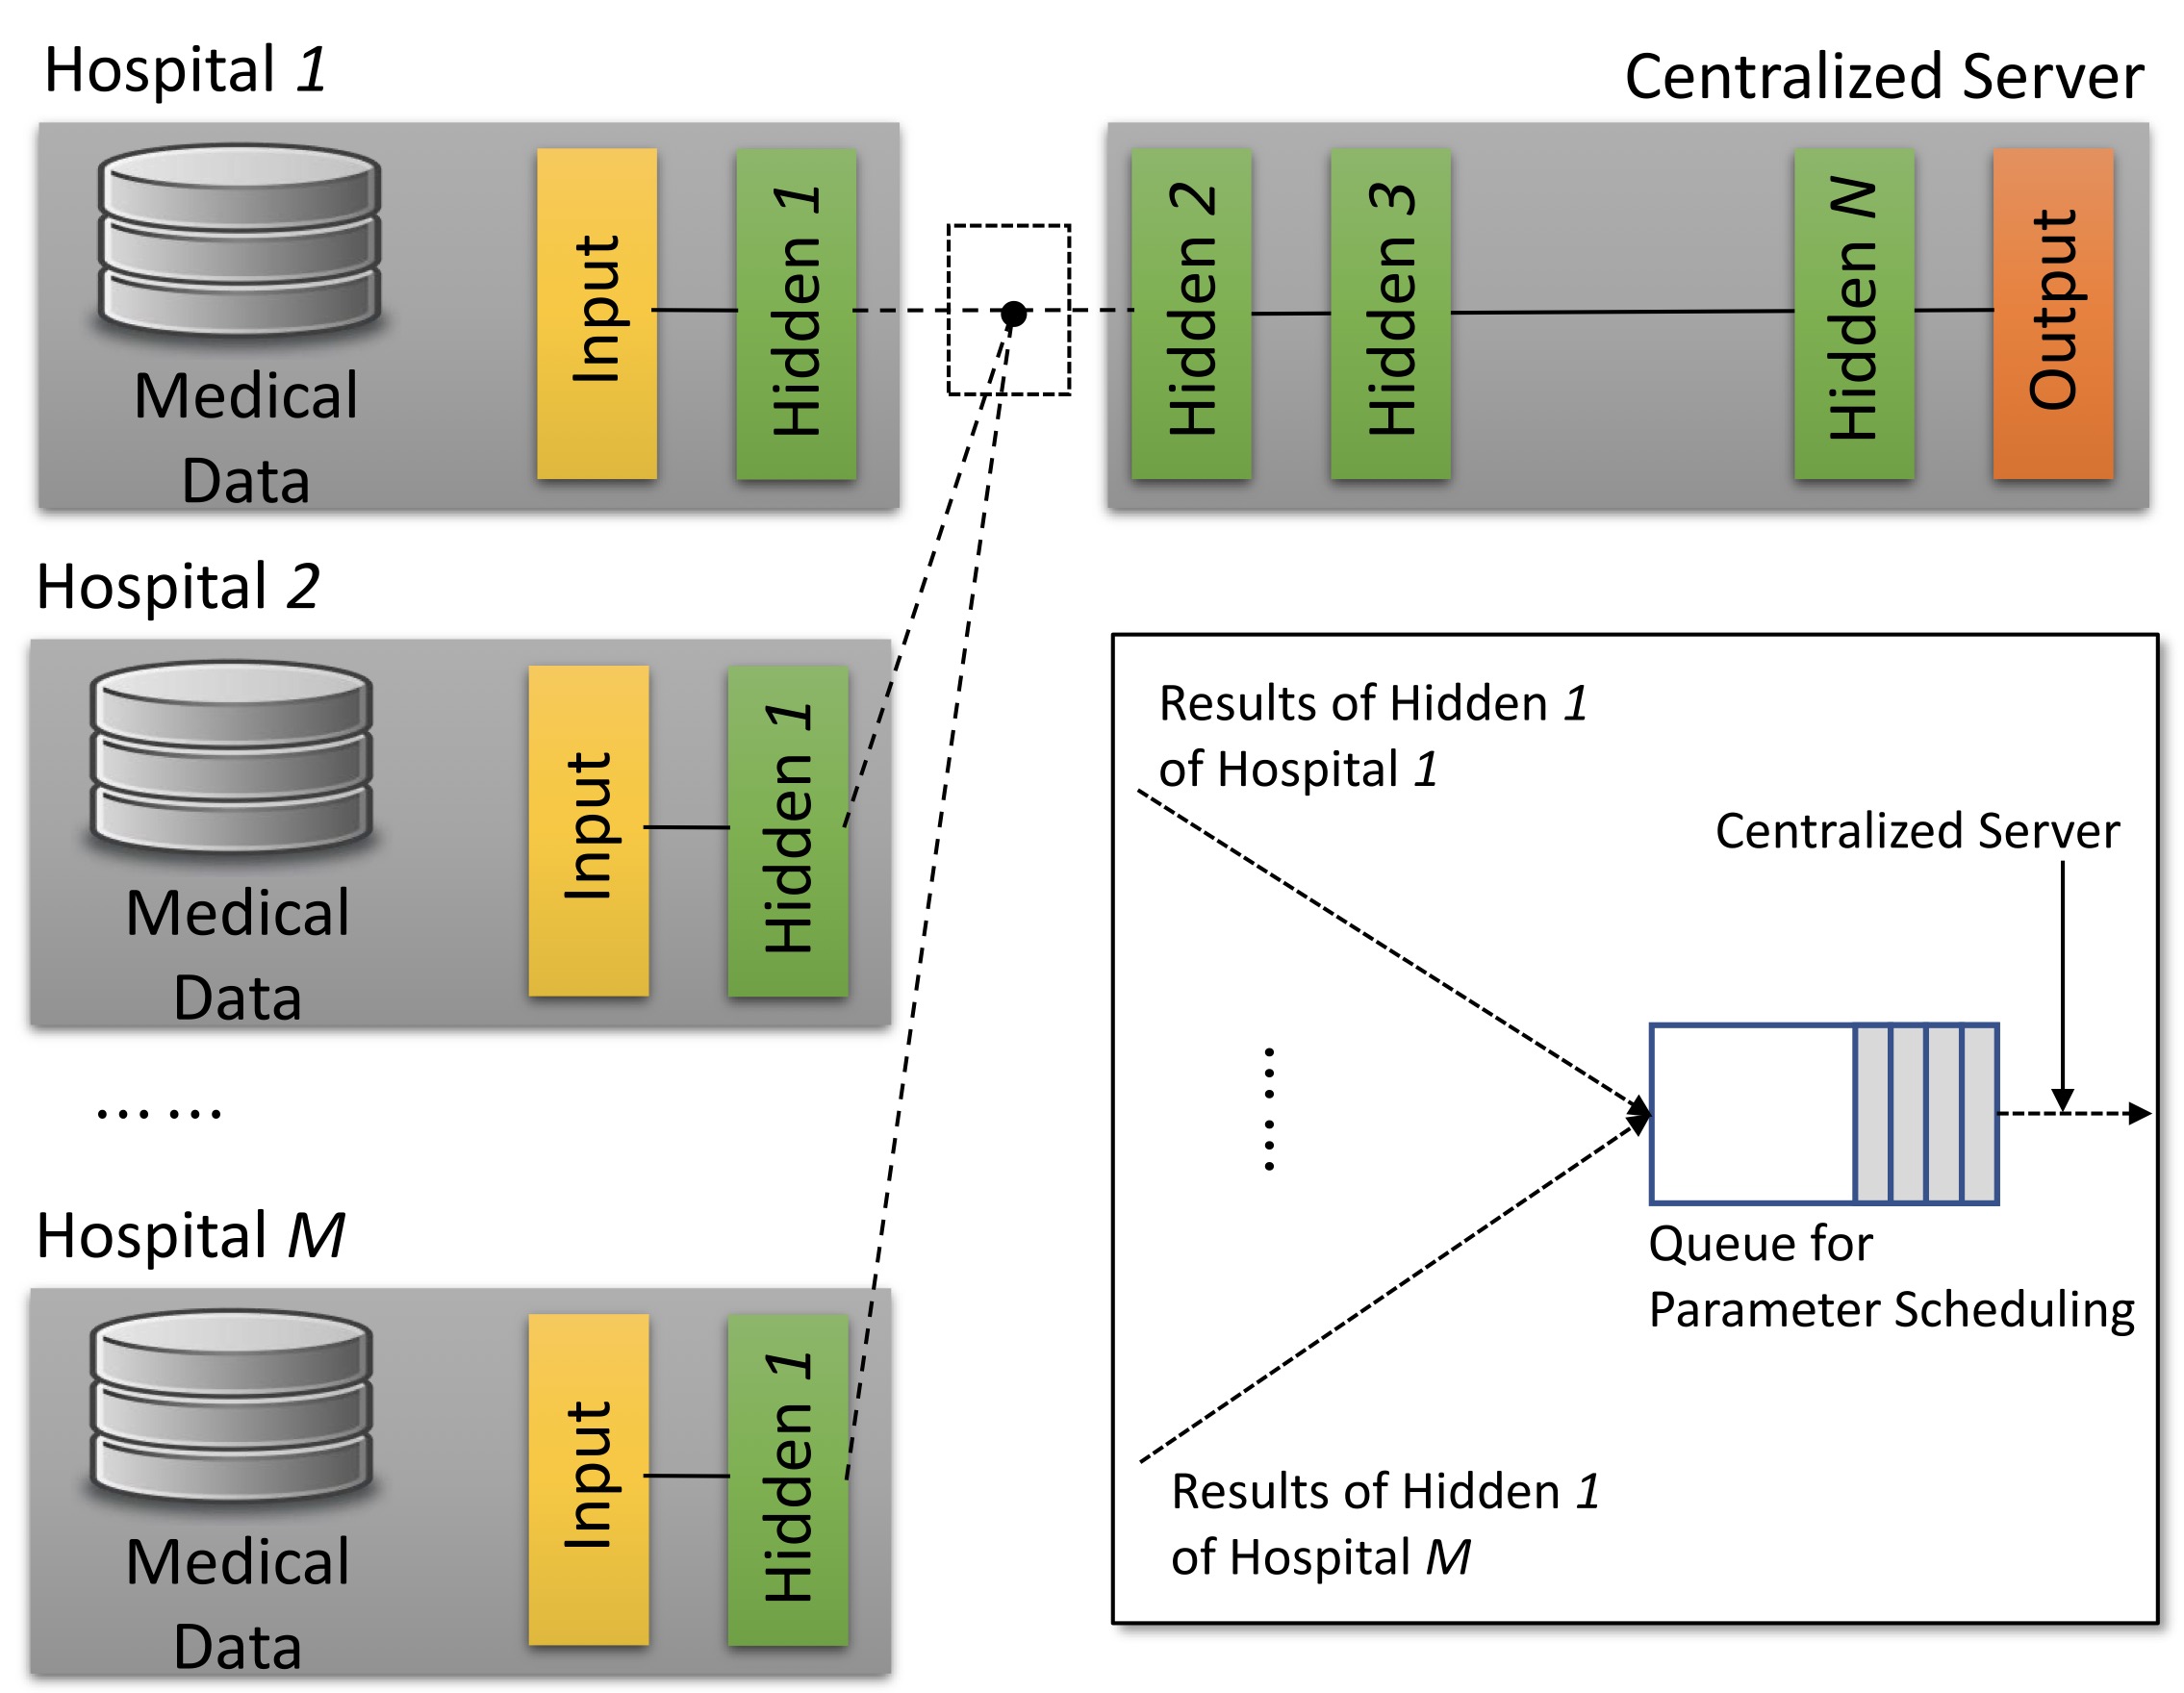 Hospital 1
Medical
Data
Input
Hidden 1
Centralized Server
Hidden 2
Hidden 3
Hidden N
Output
Hospital 2
Medical
Data
Input
Hidden 1
……
Hospital M
Medical
Data
Input
Hidden 1
Results of Hidden 1
of Hospital 1
Centralized Server
Queue for
Parameter Scheduling
Results of Hidden 1
of Hospital M